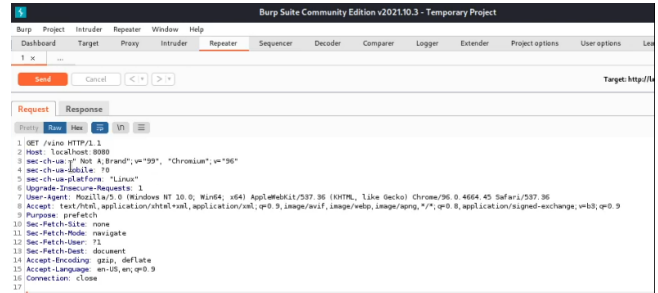 Burp Suite Community Edition v2021.10.3 - Temporary Project
Burp Project Intruder Repeater Window Help
Dashboard Target Proxy Intruder Repeater Sequencer Decoder Comparer Logger Extender Project options User options Lea
1 × ...
Send Cancel < > Target: http://la
Request Response
Pretty Raw Hex \n
1 GET /vino HTTP/1.1
2 Host: localhost:8080
3 sec-ch-ua: " Not A;Brand";v="99", "Chromium";v="96"
4 sec-ch-ua-mobile: ?0
5 sec-ch-ua-platform: "Linux"
6 Upgrade-Insecure-Requests: 1
7 User-Agent: Mozilla/5.0 (Windows NT 10.0; Win64; x64) AppleWebKit/537.36 (KHTML, like Gecko) Chrome/96.0.4664.45 Safari/537.36
8 Accept: text/html,application/xhtml+xml,application/xml;q=0.9,image/avif,image/webp,image/apng,*/*;q=0.8,application/signed-exchange;v=b3;q=0.9
9 Purpose: prefetch
10 Sec-Fetch-Site: none
11 Sec-Fetch-Mode: navigate
12 Sec-Fetch-User: ?1
13 Sec-Fetch-Dest: document
14 Accept-Encoding: gzip, deflate
15 Accept-Language: en-US,en;q=0.9
16 Connection: close
17